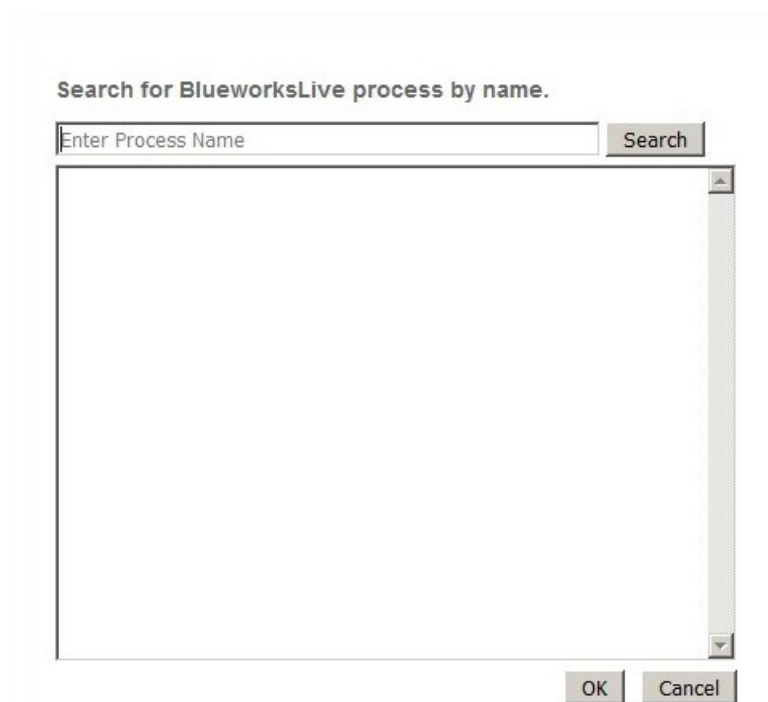 Search for BlueworksLive process by name.
Enter Process Name
Search
OK
Cancel